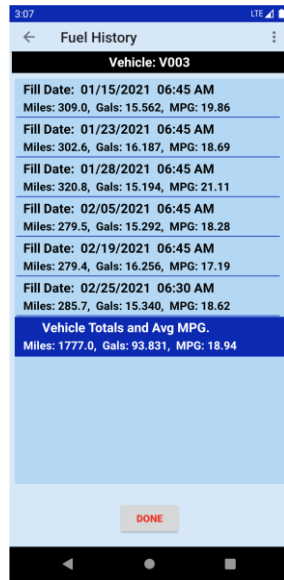 3:07 LTE
Fuel History
Vehicle: V003
Fill Date: 01/15/2021 06:45 AM
Miles: 309.0, Gals: 15.562, MPG: 19.86
Fill Date: 01/23/2021 06:45 AM
Miles: 302.6, Gals: 16.187, MPG: 18.69
Fill Date: 01/28/2021 06:45 AM
Miles: 320.8, Gals: 15.194, MPG: 21.11
Fill Date: 02/05/2021 06:45 AM
Miles: 279.5, Gals: 15.292, MPG: 18.28
Fill Date: 02/19/2021 06:45 AM
Miles: 279.4, Gals: 16.256, MPG: 17.19
Fill Date: 02/25/2021 06:30 AM
Miles: 285.7, Gals: 15.340, MPG: 18.62
Vehicle Totals and Avg MPG.
Miles: 1777.0, Gals: 93.831, MPG: 18.94
DONE